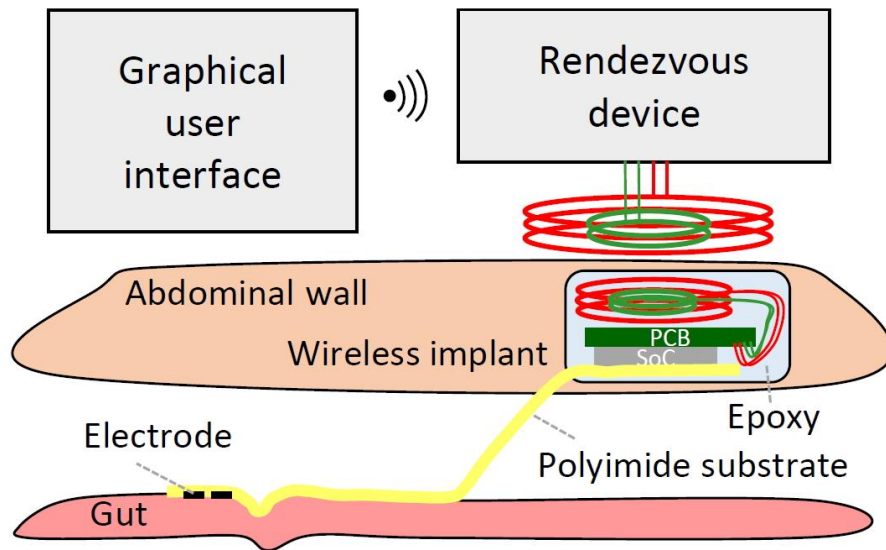 Graphical
user
interface
Rendezvous
device
Abdominal wall
PCB
Wireless implant
SoC
Epoxy
Electrode
Polyimide substrate
Gut